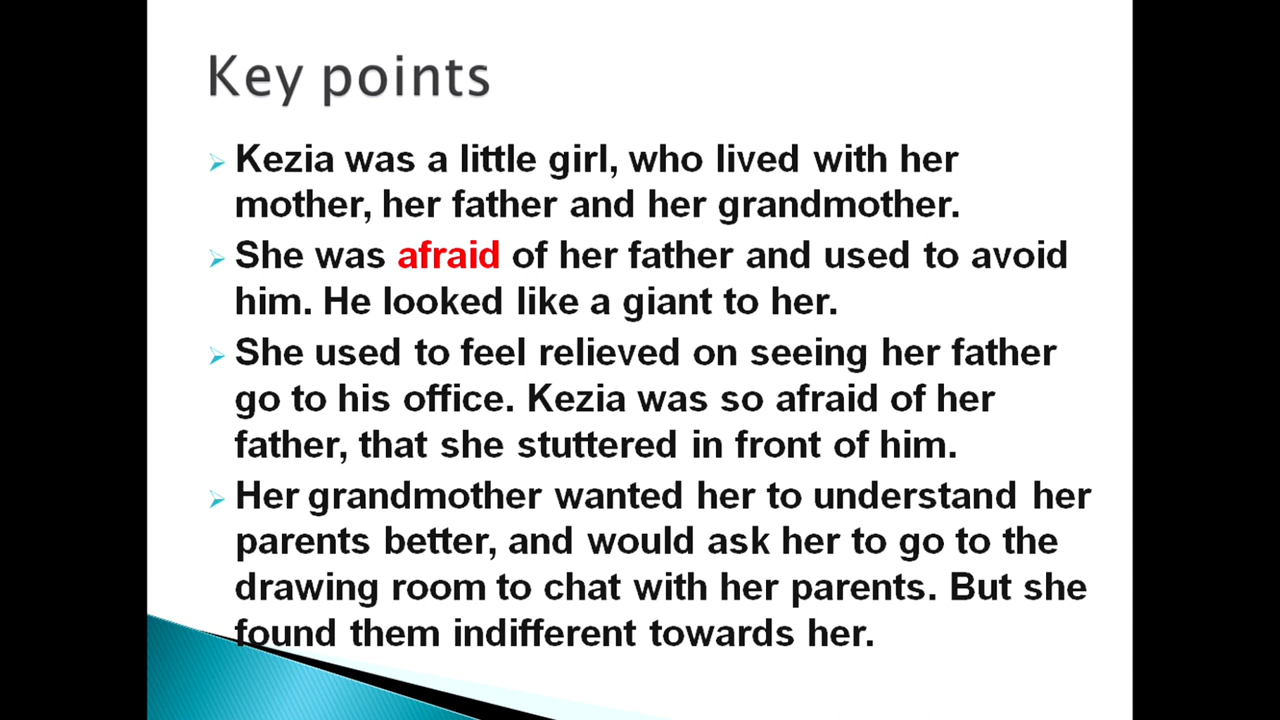 Key points
Kezia was a little girl, who lived with her
mother, her father and her grandmother.
She was afraid of her father and used to avoid
him. He looked like a giant to her.
She used to feel relieved on seeing her father
go to his office. Kezia was so afraid of her
father, that she stuttered in front of him.
Her grandmother wanted her to understand her
parents better, and would ask her to go to the
drawing room to chat with her parents. But she
found them indifferent towards her.